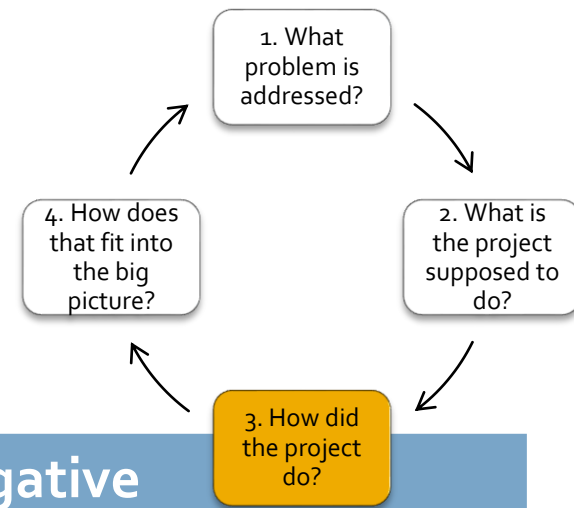 1. What
problem is
addressed?
4. How does
that fit into
the big
picture?
2. What is
the project
supposed to
do?
3. How did
the project
do?
gative